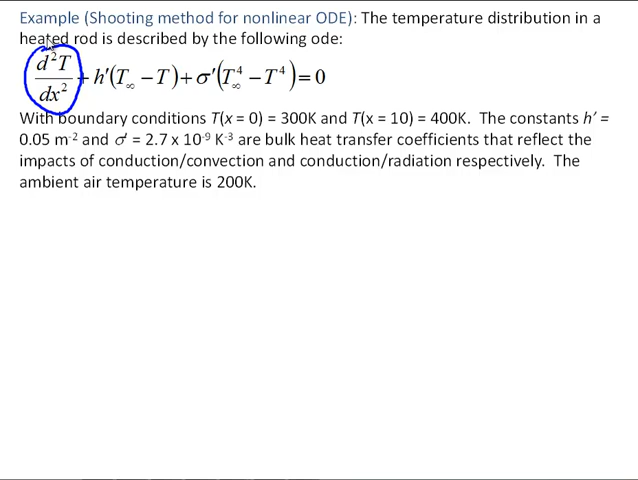 Example (Shooting method for nonlinear ODE): The temperature distribution in a
heated rod is described by the following ode:
d²T/dx² + h′(T∞ − T) + σ′(T∞⁴ − T⁴) = 0
With boundary conditions T(x = 0) = 300K and T(x = 10) = 400K. The constants h′ =
0.05 m⁻² and σ′ = 2.7 x 10⁻⁹ K⁻³ are bulk heat transfer coefficients that reflect the
impacts of conduction/convection and conduction/radiation respectively. The
ambient air temperature is 200K.